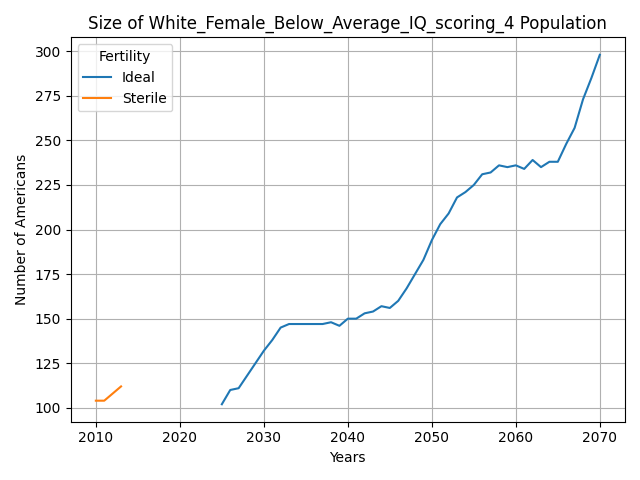 Size of White_Female_Below_Average_IQ_scoring_4 Population
Fertility
Ideal
Sterile
Number of Americans
300
275
250
225
200
175
150
125
100
2010 2020 2030 2040 2050 2060 2070
Years